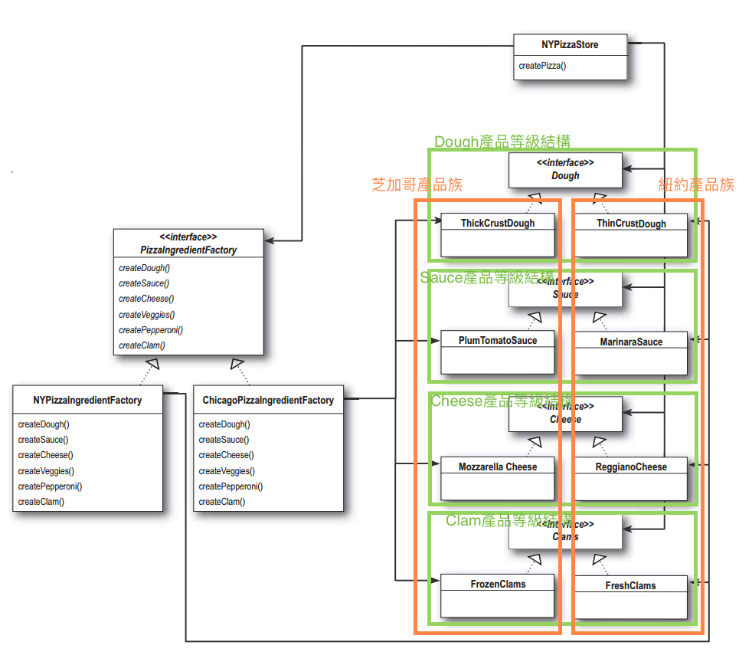 NYPizzaStore
createPizza()
Dough產品等級結構
<<interface>>
Dough
芝加哥產品族
紐約產品族
ThickCrustDough
ThinCrustDough
<<interface>>
PizzaIngredientFactory
createDough()
createSauce()
createCheese()
createVeggies()
createPepperoni()
createClam()
Sauce產品等級結構
<<interface>>
Sauce
PlumTomatoSauce
MarinaraSauce
NYPizzaIngredientFactory
createDough()
createSauce()
createCheese()
createVeggies()
createPepperoni()
createClam()
ChicagoPizzaIngredientFactory
createDough()
createSauce()
createCheese()
createVeggies()
createPepperoni()
createClam()
Cheese產品等級結構
<<interface>>
Cheese
Mozzarella Cheese
ReggianoCheese
Clam產品等級結構
<<interface>>
Clams
FrozenClams
FreshClams